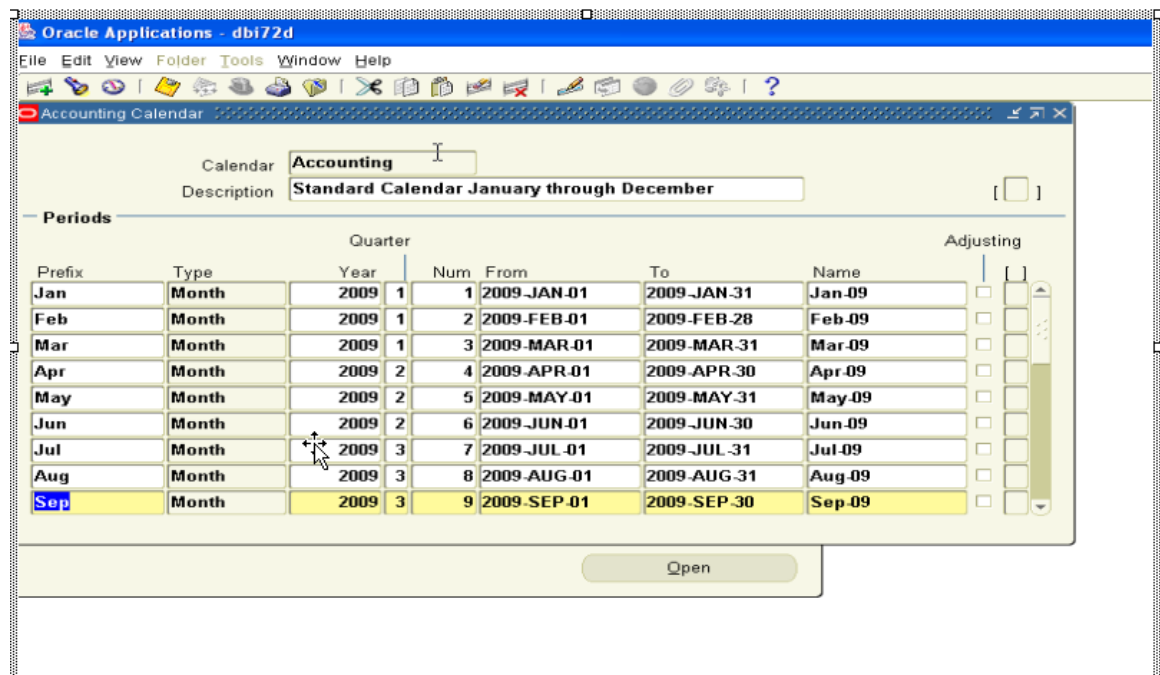 Oracle Applications - dbi72d
File Edit View Folder Tools Window Help
Accounting Calendar
Calendar Accounting
Description Standard Calendar January through December [ ]
Periods
Quarter Adjusting
Prefix Type Year Num From To Name [ ]
Jan Month 2009 1 1 2009-JAN-01 2009-JAN-31 Jan-09
Feb Month 2009 1 2 2009-FEB-01 2009-FEB-28 Feb-09
Mar Month 2009 1 3 2009-MAR-01 2009-MAR-31 Mar-09
Apr Month 2009 2 4 2009-APR-01 2009-APR-30 Apr-09
May Month 2009 2 5 2009-MAY-01 2009-MAY-31 May-09
Jun Month 2009 2 6 2009-JUN-01 2009-JUN-30 Jun-09
Jul Month 2009 3 7 2009-JUL-01 2009-JUL-31 Jul-09
Aug Month 2009 3 8 2009-AUG-01 2009-AUG-31 Aug-09
Sep Month 2009 3 9 2009-SEP-01 2009-SEP-30 Sep-09
Open